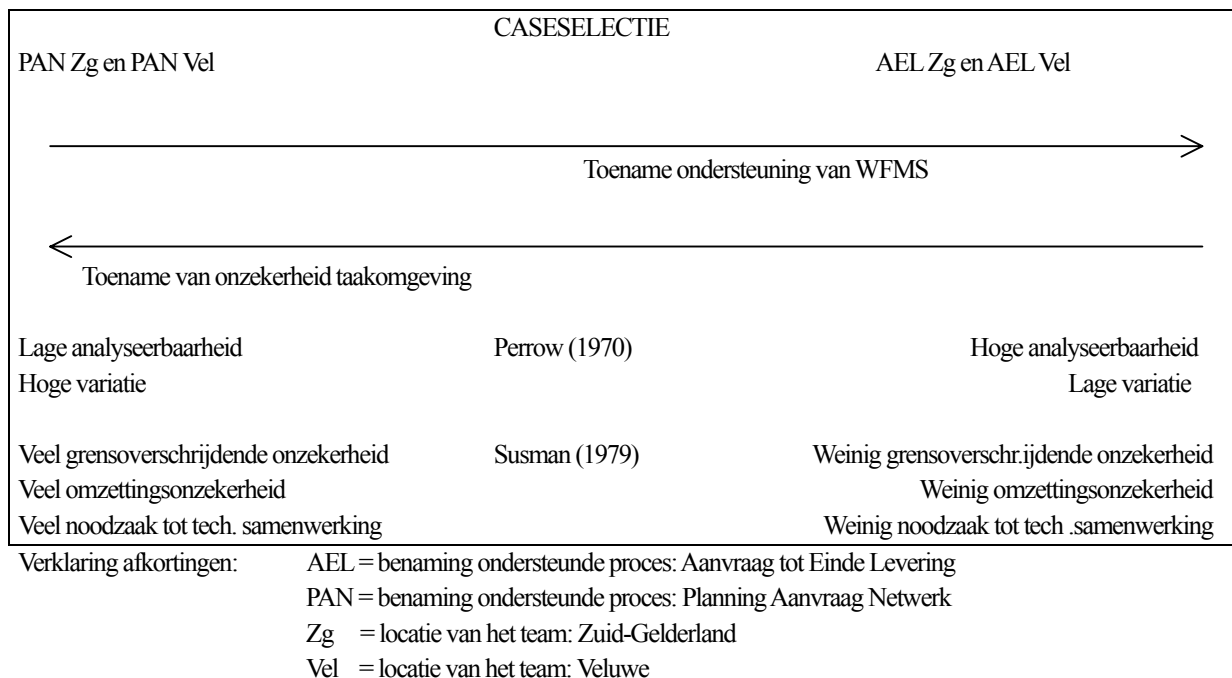 CASESELECTIE
PAN Zg en PAN Vel AEL Zg en AEL Vel
Toename ondersteuning van WFMS
Toename van onzekerheid taakomgeving
Lage analyseerbaarheid Perrow (1970) Hoge analyseerbaarheid
Hoge variatie Lage variatie
Veel grensoverschrijdende onzekerheid Susman (1979) Weinig grensoverschr.ijdende onzekerheid
Veel omzettingsonzekerheid Weinig omzettingsonzekerheid
Veel noodzaak tot tech. samenwerking Weinig noodzaak tot tech .samenwerking
Verklaring afkortingen: AEL = benaming ondersteunde proces: Aanvraag tot Einde Levering
PAN = benaming ondersteunde proces: Planning Aanvraag Netwerk
Zg = locatie van het team: Zuid-Gelderland
Vel = locatie van het team: Veluwe